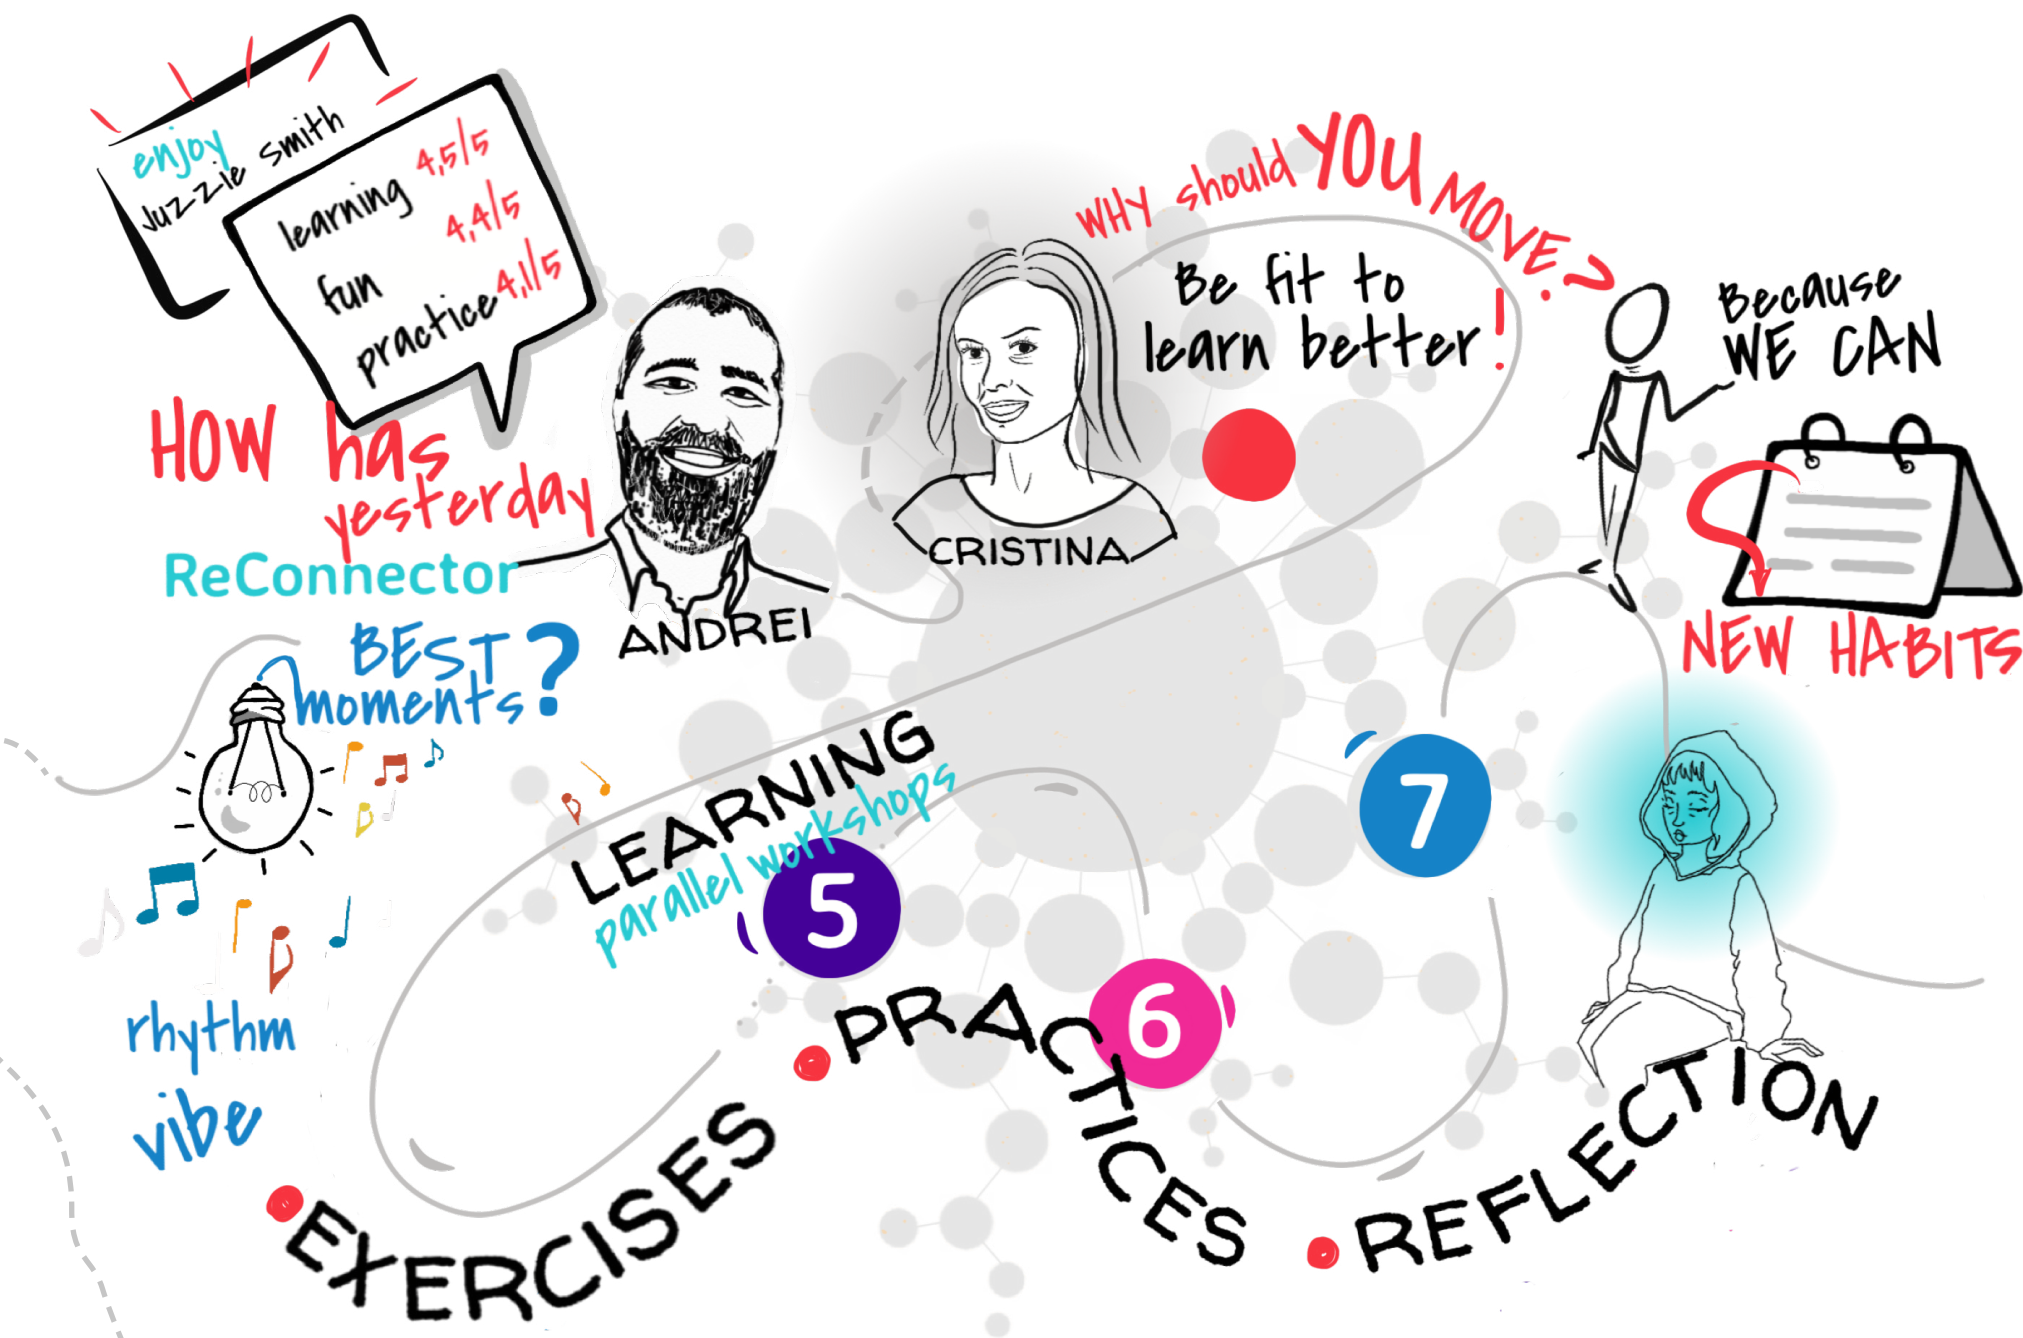 enjoy
Juzzie Smith
learning 4,5/5
fun 4,4/5
practice 4,1/5
HOW has
yesterday
ReConnector
BEST
moments?
ANDREI
CRISTINA
WHY should YOU MOVE?
Be fit to
learn better!
Because
WE CAN
NEW HABITS
LEARNING
parallel workshops
5
6
7
rhythm
vibe
EXERCISES
PRACTICES
REFLECTION